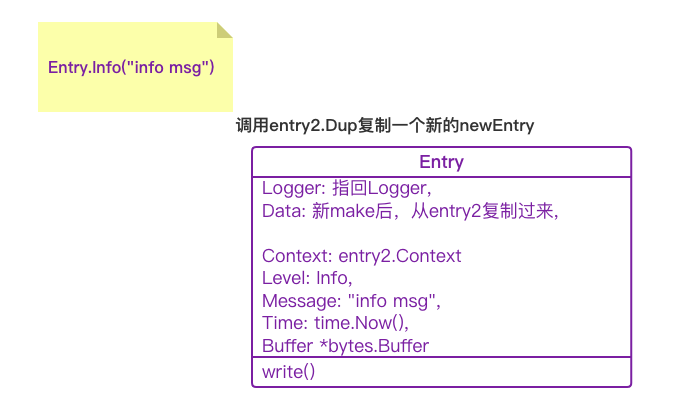 Entry.Info("info msg")
调用entry2.Dup复制一个新的newEntry
Entry
Logger: 指回Logger,
Data: 新make后，从entry2复制过来,
Context: entry2.Context
Level: Info,
Message: "info msg",
Time: time.Now(),
Buffer *bytes.Buffer
write()